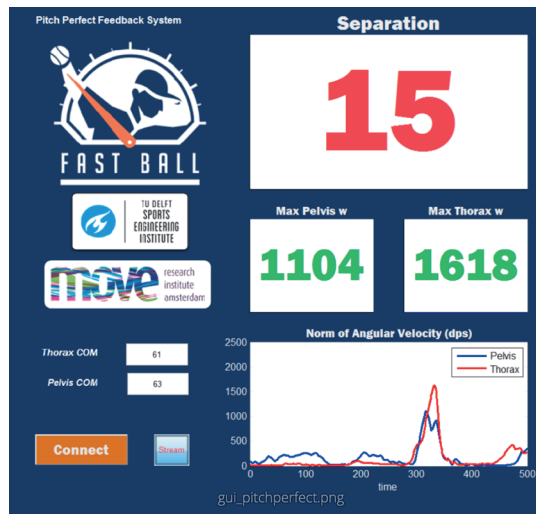 Pitch Perfect Feedback System
FAST BALL
TU DELFT
SPORTS
ENGINEERING
INSTITUTE
move
research
institute
amsterdam
Thorax COM
61
Pelvis COM
63
Connect
Stream
Separation
15
Max Pelvis w
Max Thorax w
1104
1618
Norm of Angular Velocity (dps)
2500
2000
1500
1000
500
0
Pelvis
Thorax
0 100 200 300 400 500
time
gui_pitchperfect.png